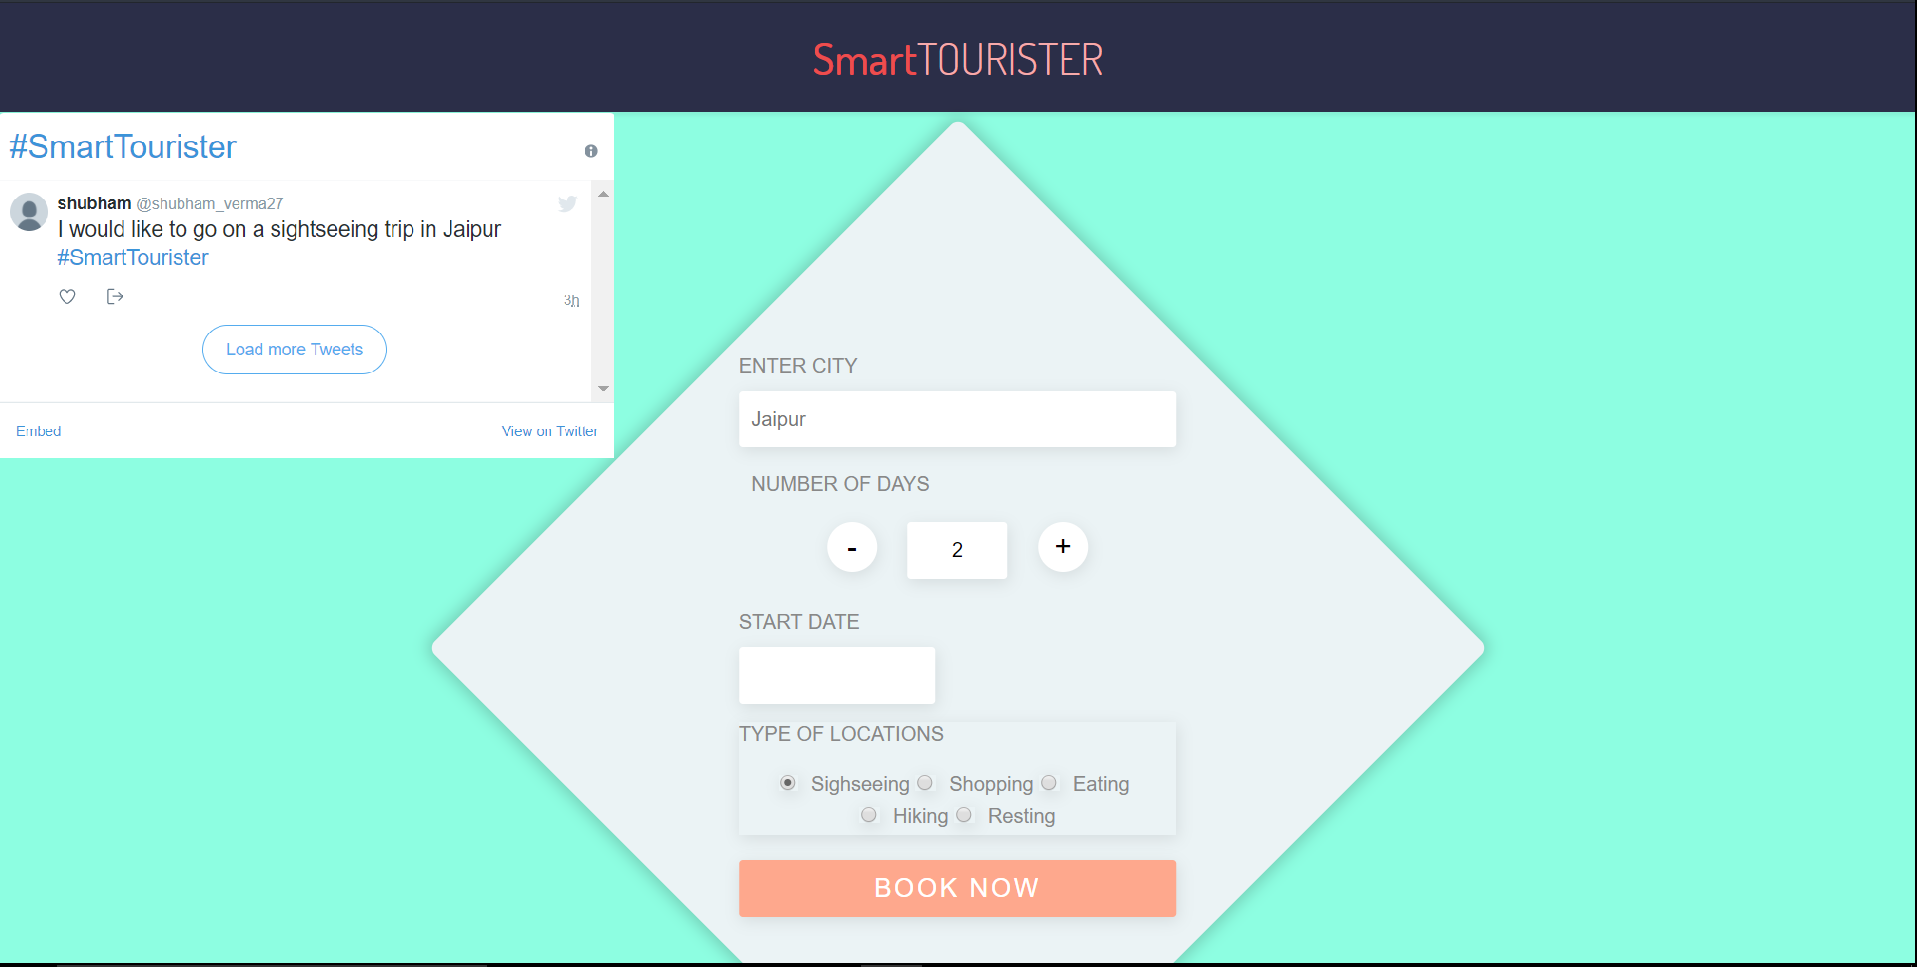 SmartTOURISTER
#SmartTourister
shubham @shubham_verma27
I would like to go on a sightseeing trip in Jaipur
#SmartTourister
3h
Load more Tweets
Embed
View on Twitter
ENTER CITY
Jaipur
NUMBER OF DAYS
- 2 +
START DATE
TYPE OF LOCATIONS
Sighseeing Shopping Eating
Hiking Resting
BOOK NOW